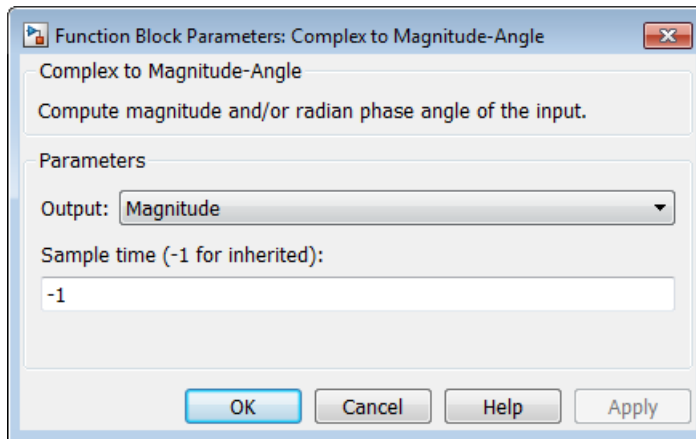 Function Block Parameters: Complex to Magnitude-Angle
Complex to Magnitude-Angle
Compute magnitude and/or radian phase angle of the input.
Parameters
Output: Magnitude
Sample time (-1 for inherited):
-1
OK Cancel Help Apply